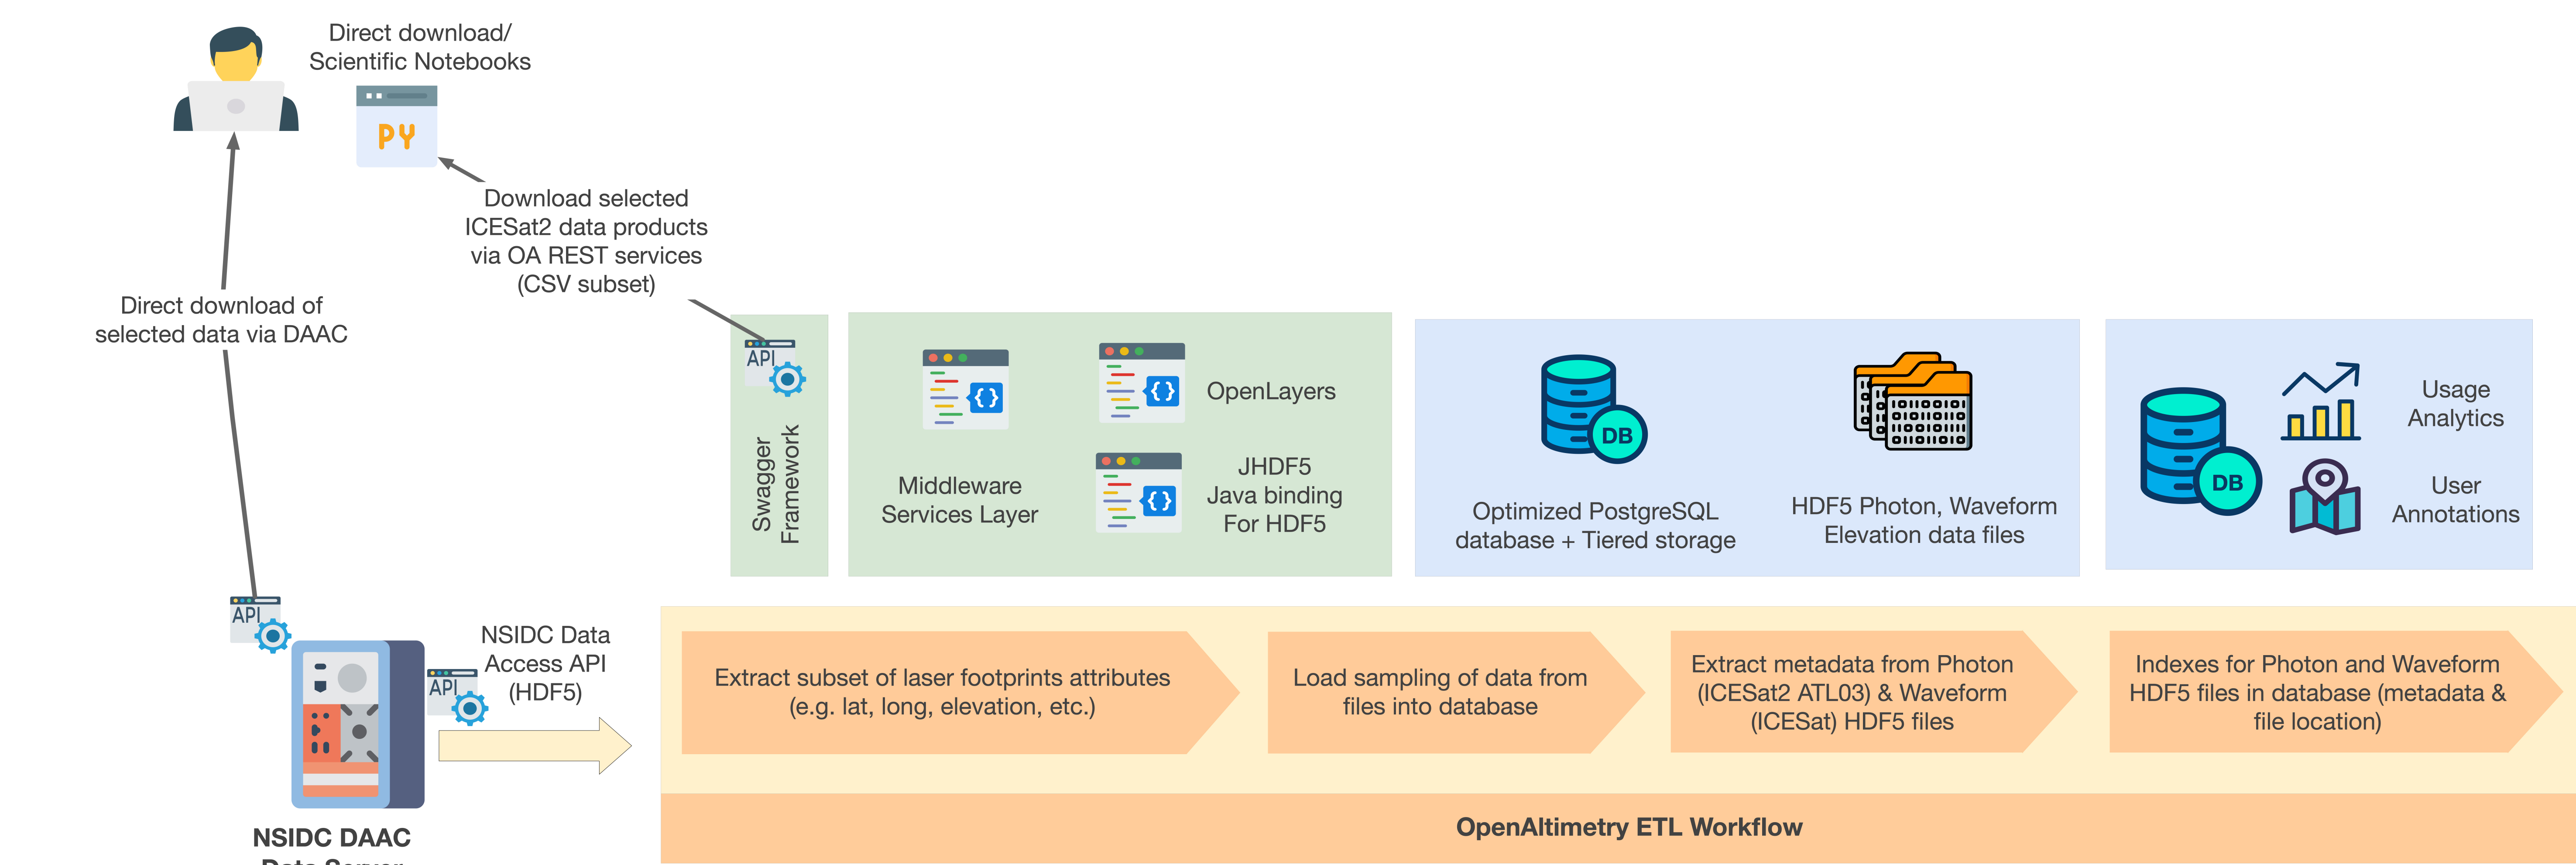 Direct download/
Scientific Notebooks
PY
Download selected
ICESat2 data products
via OA REST services
(CSV subset)
Direct download of
selected data via DAAC
API
Swagger
Framework
Middleware
Services Layer
OpenLayers
JHDF5
Java binding
For HDF5
DB
Optimized PostgreSQL
database + Tiered storage
HDF5 Photon, Waveform
Elevation data files
DB
Usage
Analytics
User
Annotations
API
API
NSIDC Data
Access API
(HDF5)
NSIDC DAAC
Data Server
Extract subset of laser footprints attributes
(e.g. lat, long, elevation, etc.)
Load sampling of data from
files into database
Extract metadata from Photon
(ICESat2 ATL03) & Waveform
(ICESat) HDF5 files
Indexes for Photon and Waveform
HDF5 files in database (metadata &
file location)
OpenAltimetry ETL Workflow